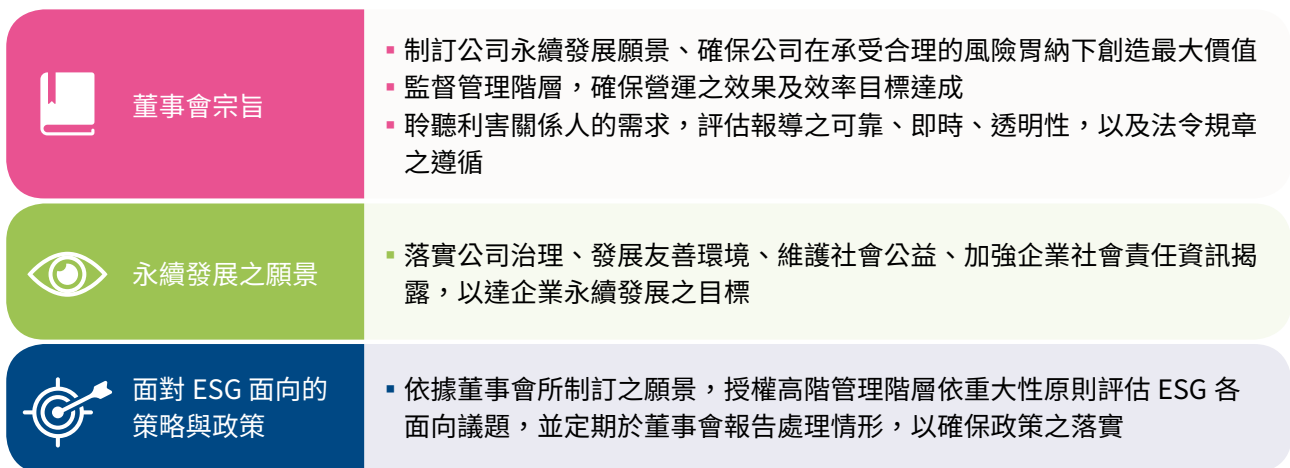 董事會宗旨
▪ 制訂公司永續發展願景、確保公司在承受合理的風險胃納下創造最大價值
▪ 監督管理階層，確保營運之效果及效率目標達成
▪ 聆聽利害關係人的需求，評估報導之可靠、即時、透明性，以及法令規章
之遵循
永續發展之願景
▪ 落實公司治理、發展友善環境、維護社會公益、加強企業社會責任資訊揭
露，以達企業永續發展之目標
面對 ESG 面向的
策略與政策
▪ 依據董事會所制訂之願景，授權高階管理階層依重大性原則評估 ESG 各
面向議題，並定期於董事會報告處理情形，以確保政策之落實